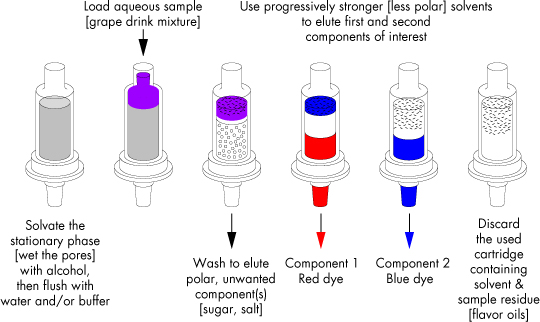 Load aqueous sample
[grape drink mixture]
Use progressively stronger [less polar] solvents
to elute first and second
components of interest
Solvate the
stationary phase
[wet the pores]
with alcohol,
then flush with
water and/or buffer
Wash to elute
polar, unwanted
component(s)
[sugar, salt]
Component 1
Red dye
Component 2
Blue dye
Discard
the used
cartridge
containing
solvent &
sample residue
[flavor oils]